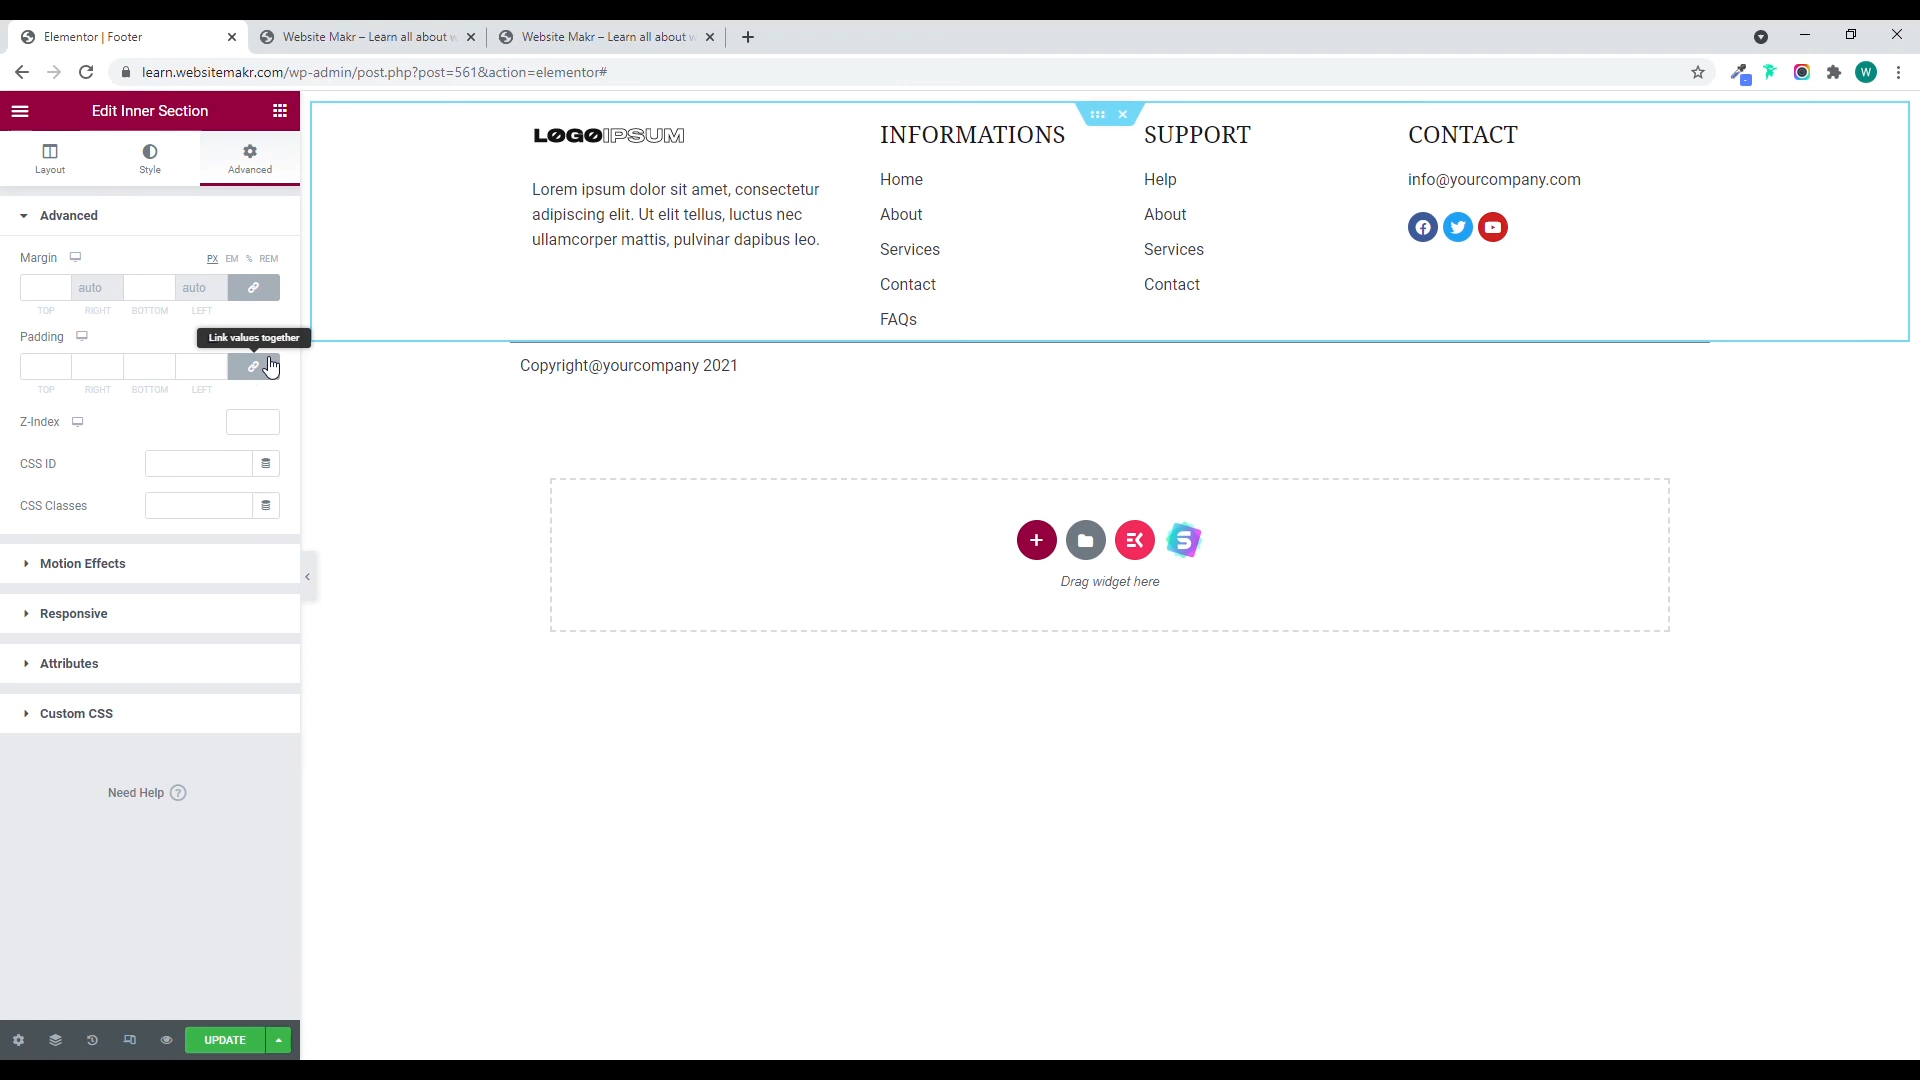 Elementor | Footer
Website Makr – Learn all about w
Website Makr – Learn all about w
learn.websitemakr.com/wp-admin/post.php?post=561&action=elementor#
W
Edit Inner Section
Layout
Style
Advanced
Advanced
Margin
PX EM % REM
auto
auto
TOP RIGHT BOTTOM LEFT
Padding
Link values together
TOP RIGHT BOTTOM LEFT
Z-Index
CSS ID
CSS Classes
Motion Effects
Responsive
Attributes
Custom CSS
Need Help ?
UPDATE
LOGOIPSUM
Lorem ipsum dolor sit amet, consectetur
adipiscing elit. Ut elit tellus, luctus nec
ullamcorper mattis, pulvinar dapibus leo.
INFORMATIONS
Home
About
Services
Contact
FAQs
SUPPORT
Help
About
Services
Contact
CONTACT
info@yourcompany.com
Copyright@yourcompany 2021
Drag widget here